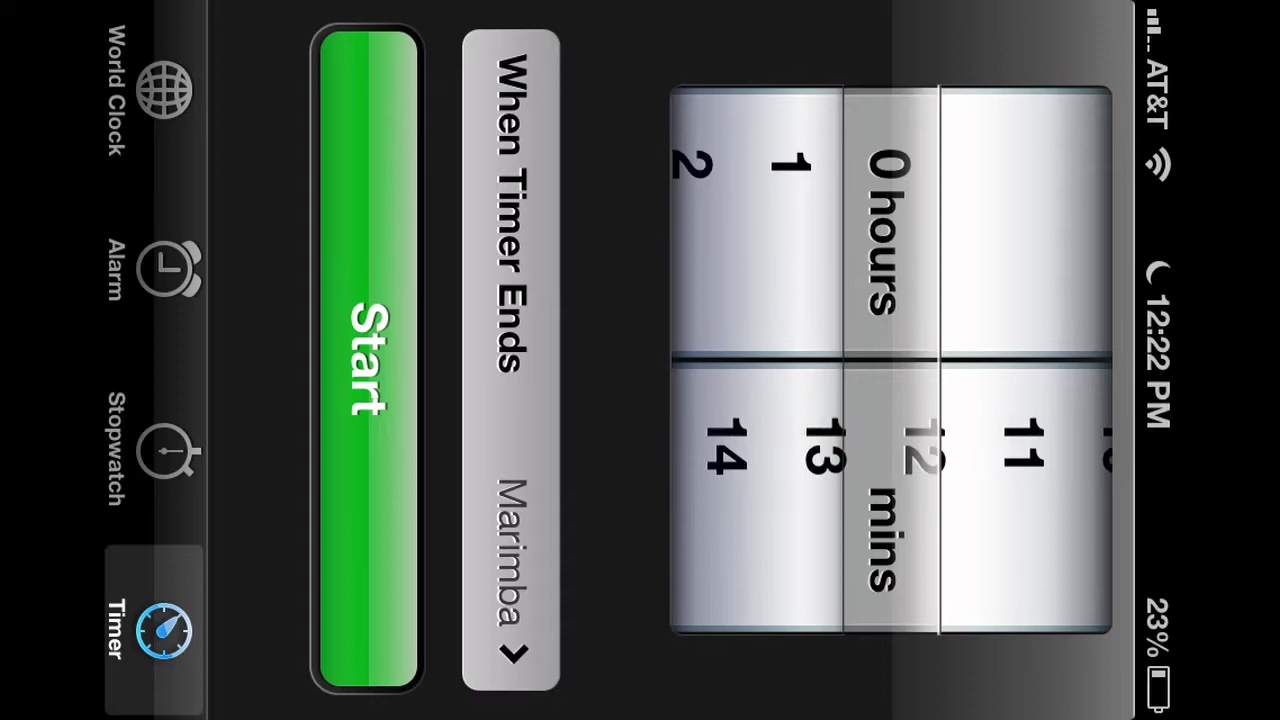 AT&T 12:22 PM 23%
11
12
0 hours mins
1 13
2 14
When Timer Ends Marimba
Start
World Clock Alarm Stopwatch Timer